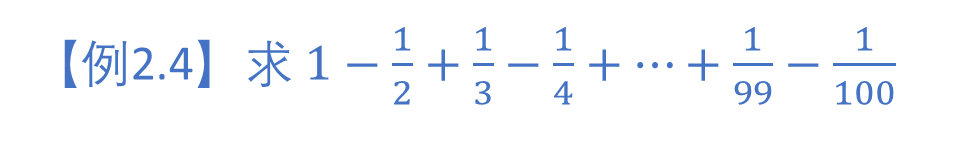 【例2.4】 求 1 − 1/2 + 1/3 − 1/4 + ⋯ + 1/99 − 1/100